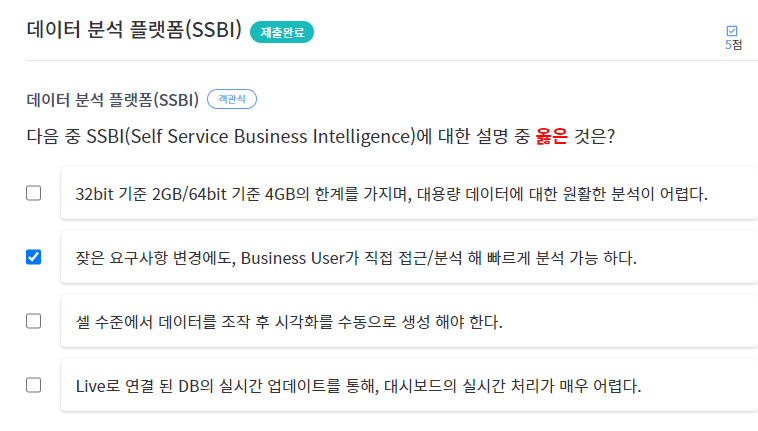 데이터 분석 플랫폼(SSBI) 제출완료
5점
데이터 분석 플랫폼(SSBI) 객관식
다음 중 SSBI(Self Service Business Intelligence)에 대한 설명 중 옳은 것은?
32bit 기준 2GB/64bit 기준 4GB의 한계를 가지며, 대용량 데이터에 대한 원활한 분석이 어렵다.
잦은 요구사항 변경에도, Business User가 직접 접근/분석 해 빠르게 분석 가능 하다.
셀 수준에서 데이터를 조작 후 시각화를 수동으로 생성 해야 한다.
Live로 연결 된 DB의 실시간 업데이트를 통해, 대시보드의 실시간 처리가 매우 어렵다.